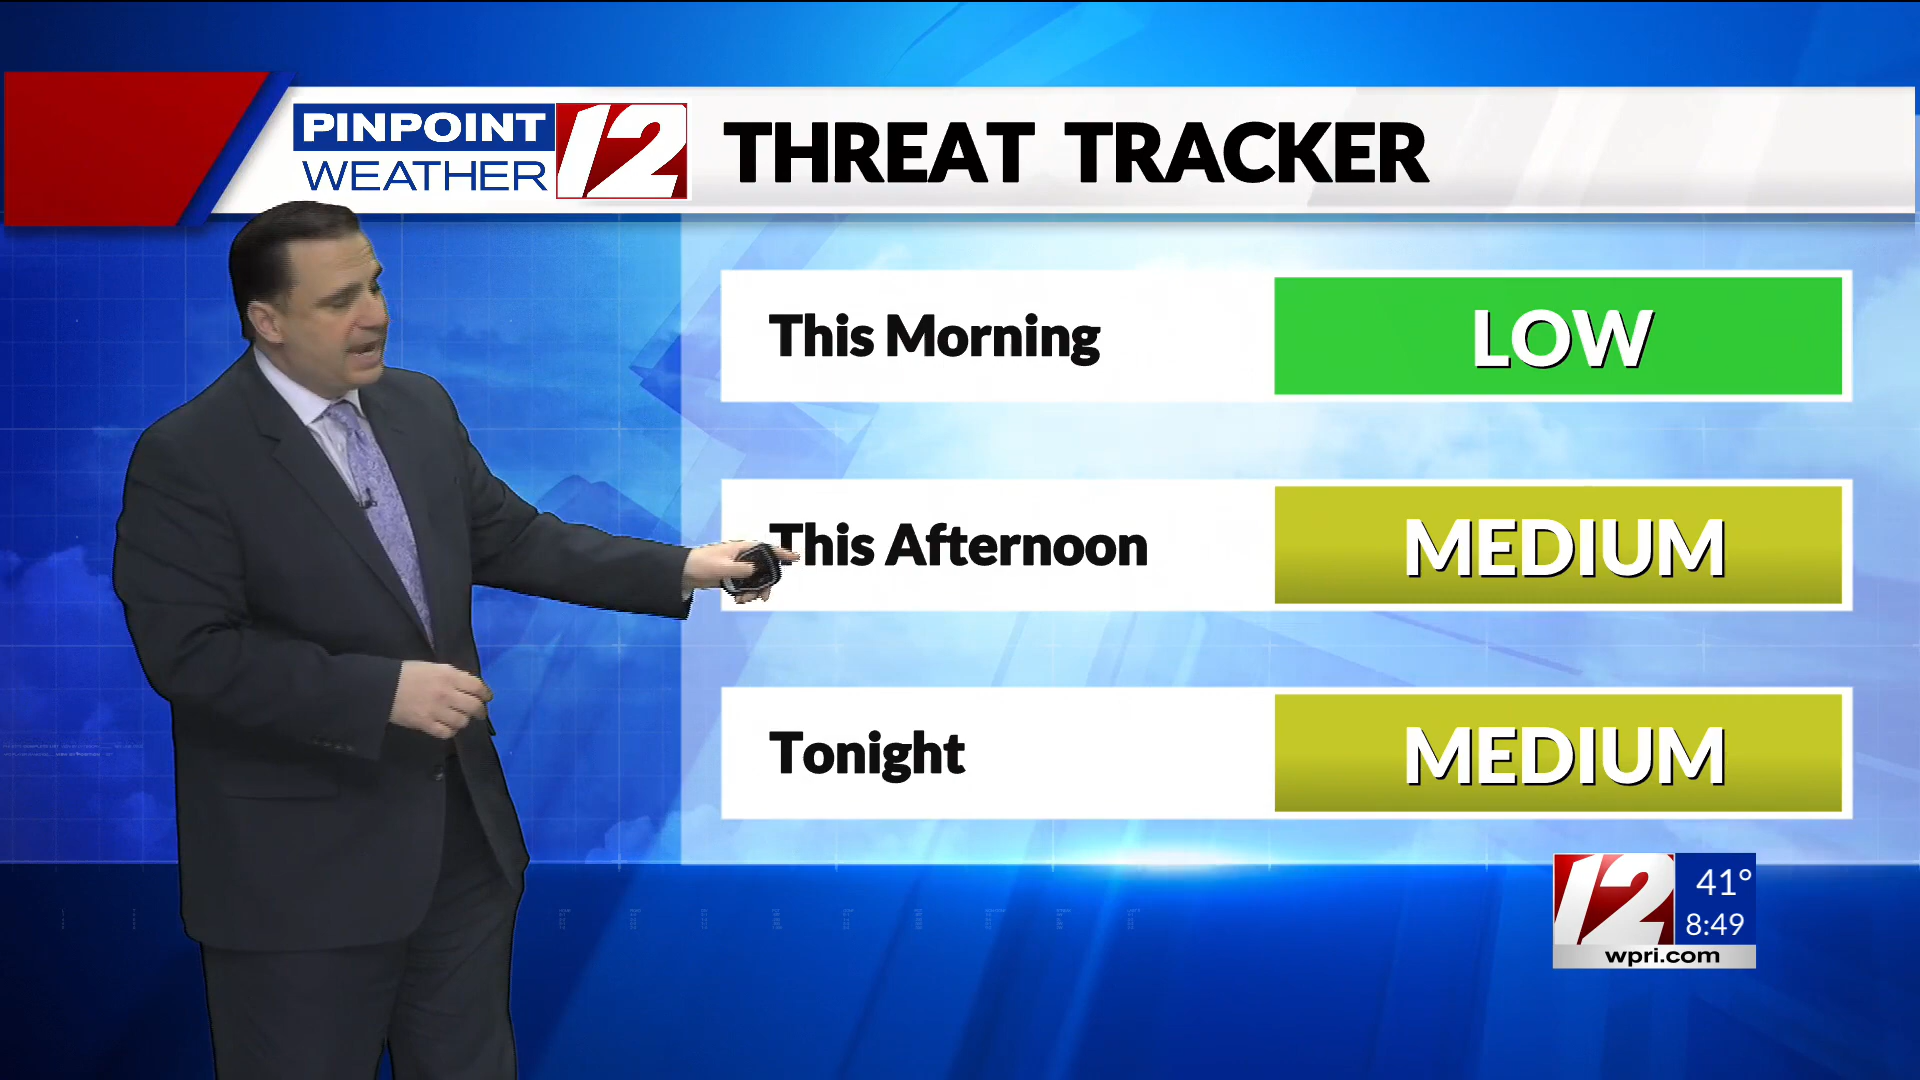 PINPOINT
WEATHER
12
THREAT TRACKER
This Morning
LOW
This Afternoon
MEDIUM
Tonight
MEDIUM
12
41°
8:49
wpri.com